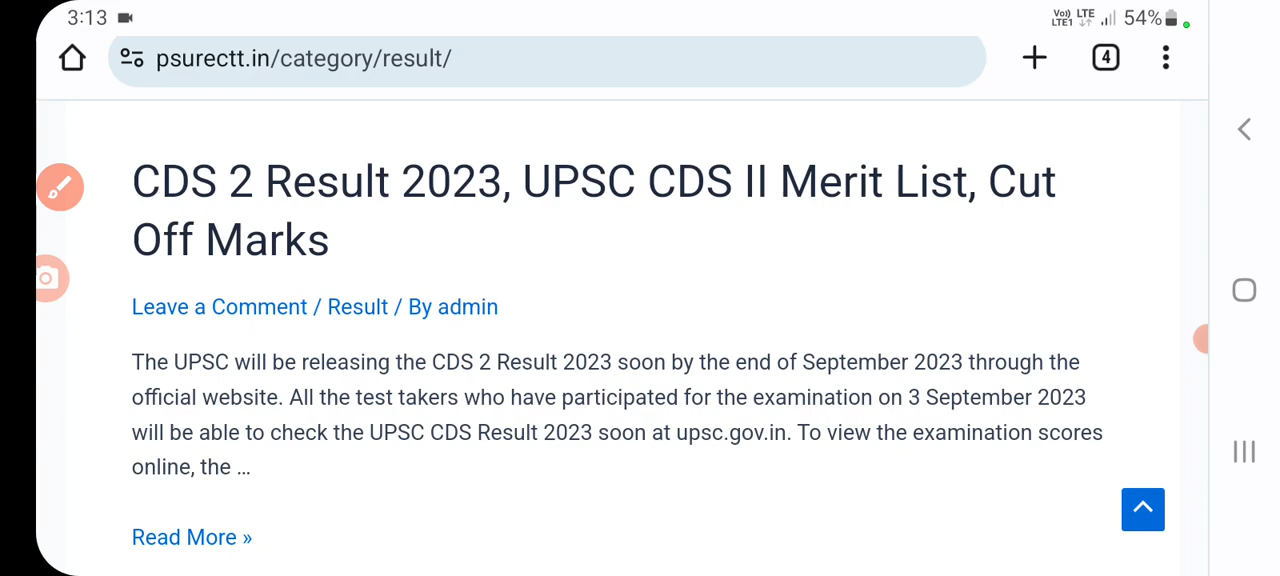 3:13
Vo)) LTE
LTE1
54%
psurectt.in/category/result/
4
CDS 2 Result 2023, UPSC CDS II Merit List, Cut
Off Marks
Leave a Comment / Result / By admin
The UPSC will be releasing the CDS 2 Result 2023 soon by the end of September 2023 through the
official website. All the test takers who have participated for the examination on 3 September 2023
will be able to check the UPSC CDS Result 2023 soon at upsc.gov.in. To view the examination scores
online, the …
Read More »